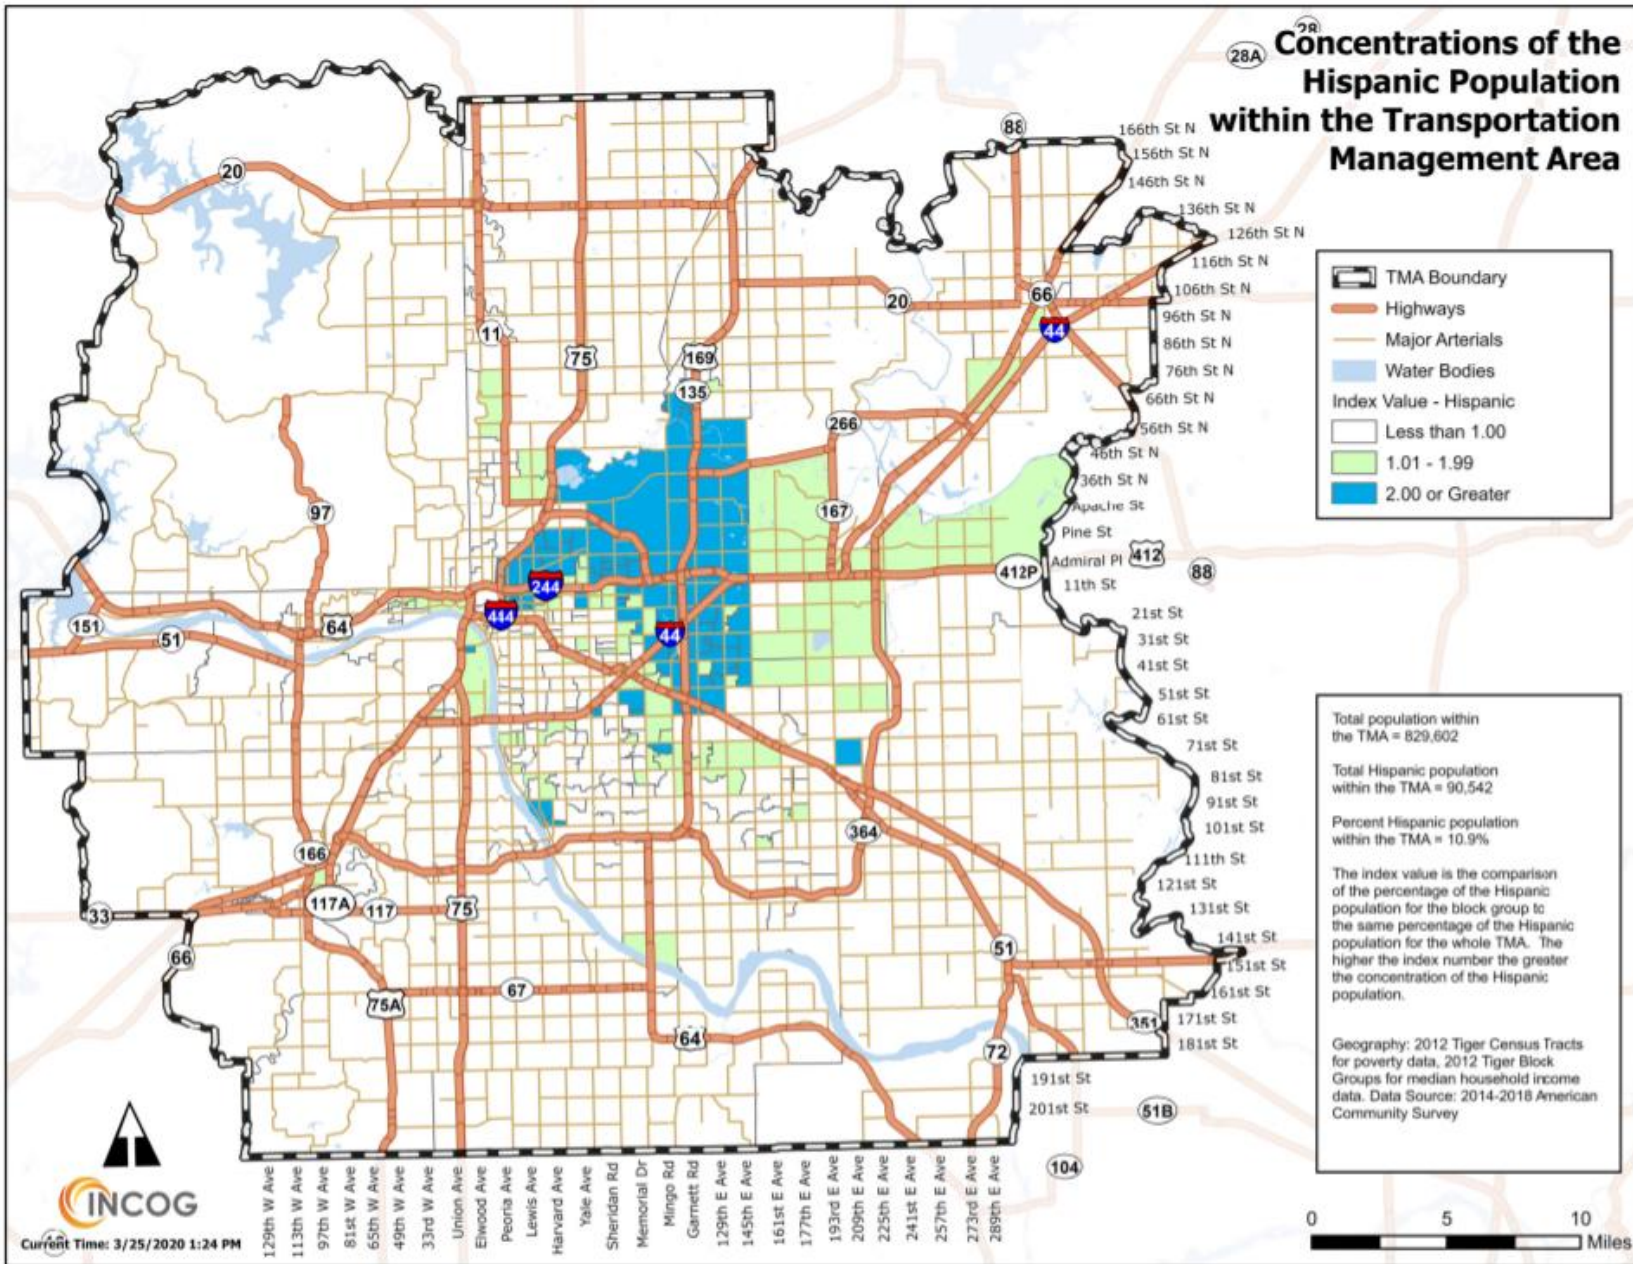 Concentrations of the
Hispanic Population
within the Transportation
Management Area
28
28A
88
166th St N
156th St N
146th St N
136th St N
126th St N
116th St N
106th St N
96th St N
86th St N
76th St N
66th St N
56th St N
46th St N
36th St N
Apache St
Pine St
Admiral Pl
11th St
21st St
31st St
41st St
51st St
61st St
71st St
81st St
91st St
101st St
111th St
121st St
131st St
141st St
151st St
161st St
171st St
181st St
191st St
201st St
20
20
66
44
11
75
169
135
266
97
167
412P
412
88
244
444
44
151
51
64
364
166
117A
117
75
33
66
51
67
75A
64
351
72
51B
104
TMA Boundary
Highways
Major Arterials
Water Bodies
Index Value - Hispanic
Less than 1.00
1.01 - 1.99
2.00 or Greater
Total population within
the TMA = 829,602
Total Hispanic population
within the TMA = 90,542
Percent Hispanic population
within the TMA = 10.9%
The index value is the comparison
of the percentage of the Hispanic
population for the block group to
the same percentage of the Hispanic
population for the whole TMA. The
higher the index number the greater
the concentration of the Hispanic
population.
Geography: 2012 Tiger Census Tracts
for poverty data, 2012 Tiger Block
Groups for median household income
data. Data Source: 2014-2018 American
Community Survey
129th W Ave
113th W Ave
97th W Ave
81st W Ave
65th W Ave
49th W Ave
33rd W Ave
Union Ave
Elwood Ave
Peoria Ave
Lewis Ave
Harvard Ave
Yale Ave
Sheridan Rd
Memorial Dr
Mingo Rd
Garnett Rd
129th E Ave
145th E Ave
161st E Ave
177th E Ave
193rd E Ave
209th E Ave
225th E Ave
241st E Ave
257th E Ave
273rd E Ave
289th E Ave
INCOG
Current Time: 3/25/2020 1:24 PM
0 5 10
Miles